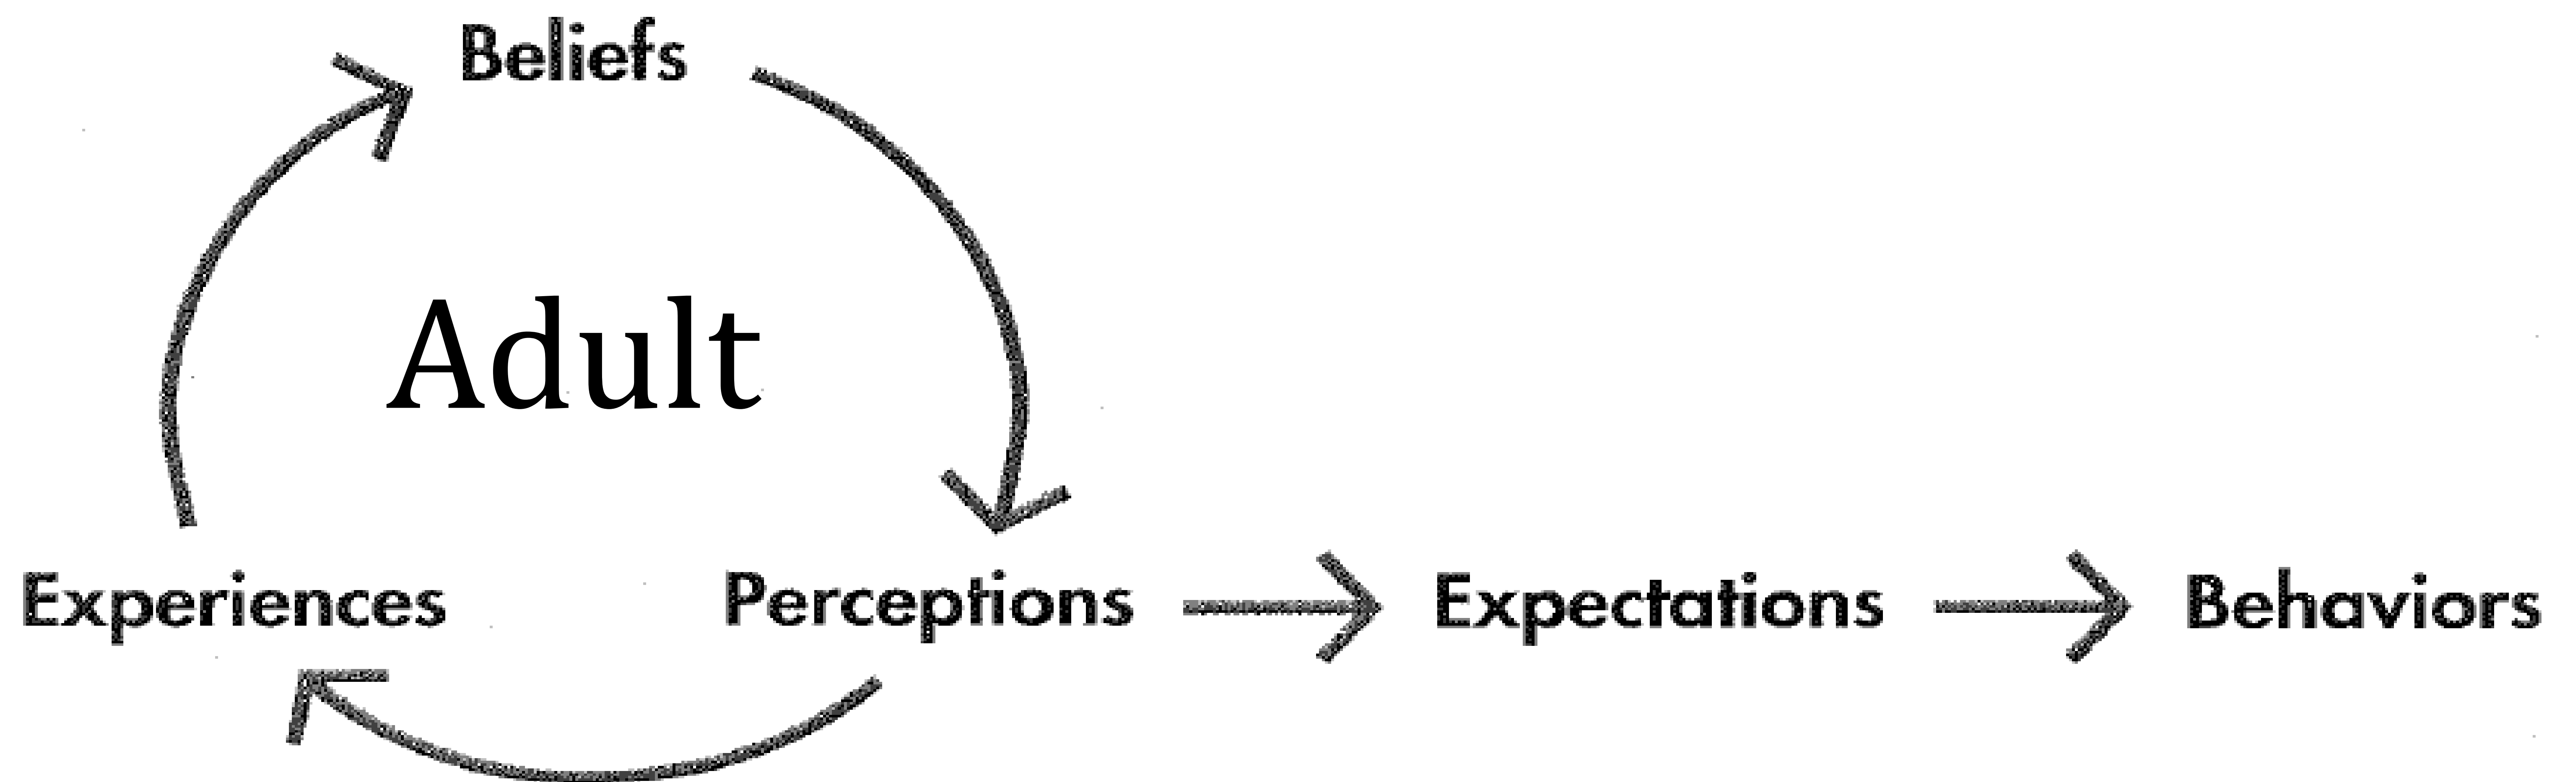 Beliefs
Adult
Experiences
Perceptions
Expectations
Behaviors